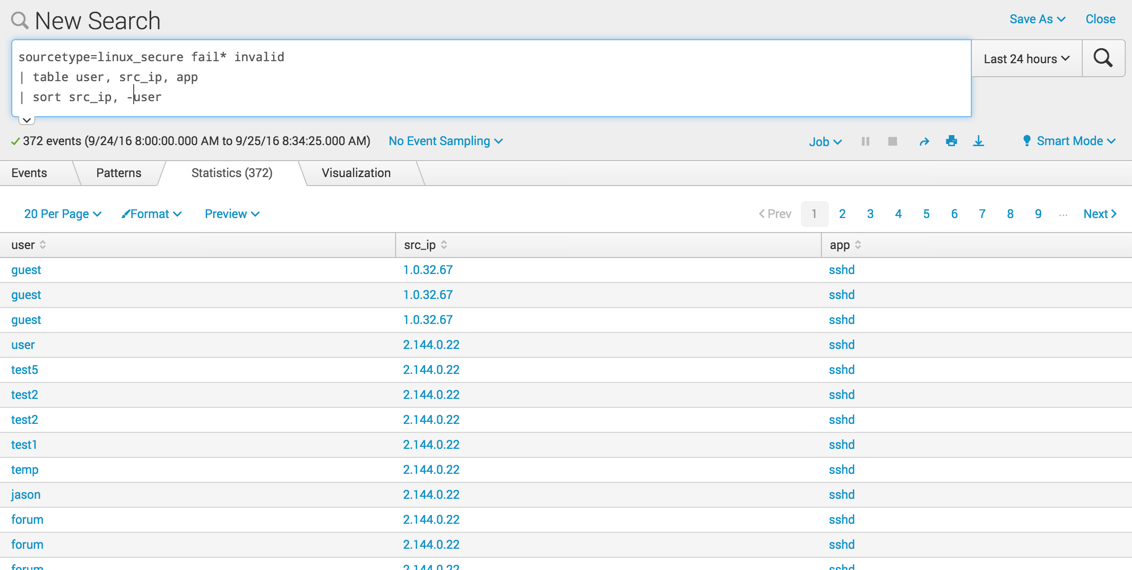 New Search
Save As
Close
sourcetype=linux_secure fail* invalid
| table user, src_ip, app
| sort src_ip, -user
Last 24 hours
372 events (9/24/16 8:00:00.000 AM to 9/25/16 8:34:25.000 AM)
No Event Sampling
Job
Smart Mode
Events
Patterns
Statistics (372)
Visualization
20 Per Page
Format
Preview
Prev 1 2 3 4 5 6 7 8 9 ... Next
user src_ip app
guest 1.0.32.67 sshd
guest 1.0.32.67 sshd
guest 1.0.32.67 sshd
user 2.144.0.22 sshd
test5 2.144.0.22 sshd
test2 2.144.0.22 sshd
test2 2.144.0.22 sshd
test1 2.144.0.22 sshd
temp 2.144.0.22 sshd
jason 2.144.0.22 sshd
forum 2.144.0.22 sshd
forum 2.144.0.22 sshd
forum 2.144.0.22 sshd